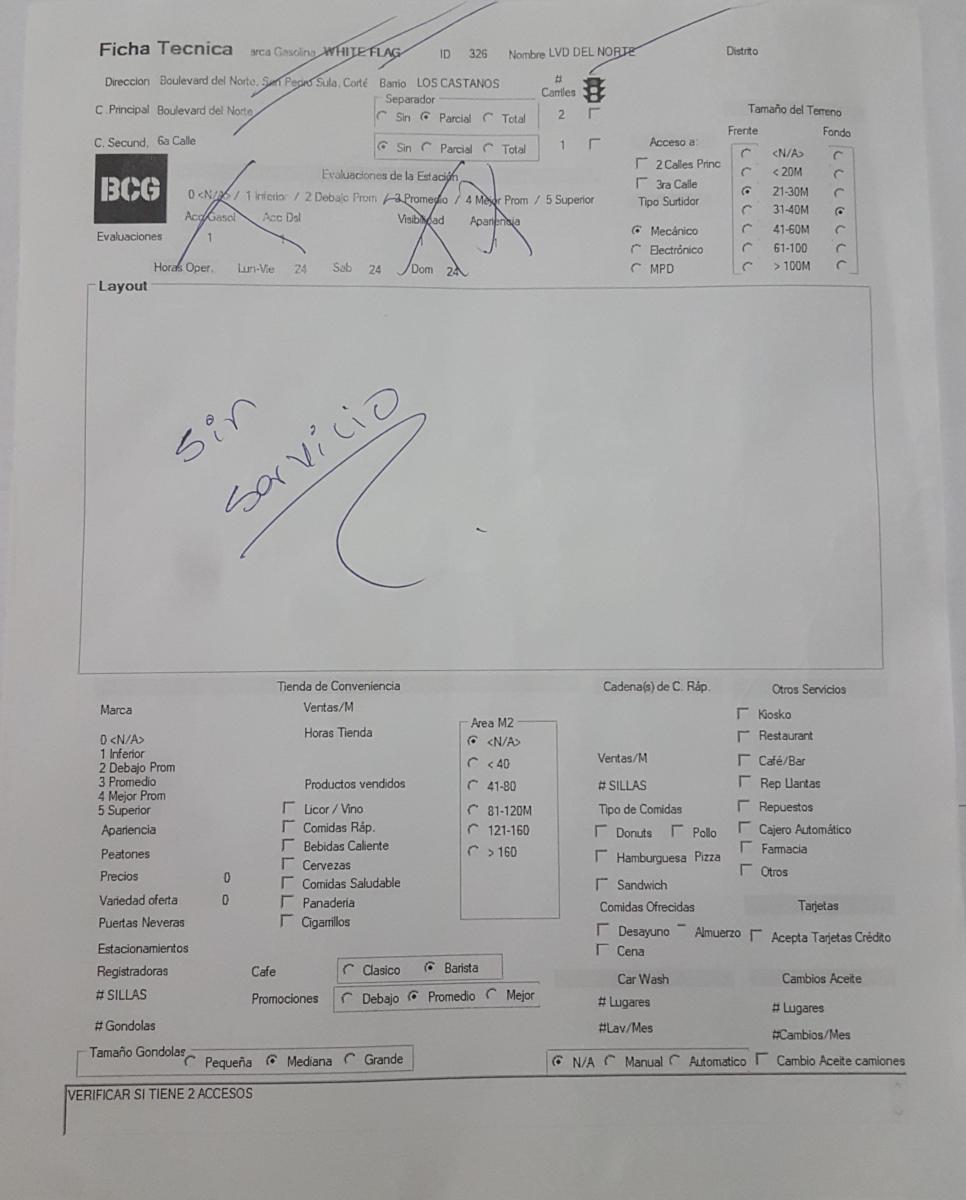 Ficha Tecnica arca Gasolina WHITE FLAG ID 326 Nombre LVD DEL NORTE Distrito
Direccion Boulevard del Norte, San Pedro Sula, Corté Barrio LOS CASTANOS # Carriles
C .Principal Boulevard del Norte Separador Sin Parcial Total 2
C. Secund, 6a Calle Sin Parcial Total 1
Tamaño del Terreno
Frente Fondo
<N/A>
< 20M
21-30M
31-40M
41-60M
61-100
> 100M
Acceso a:
2 Calles Princ
3ra Calle
Tipo Surtidor
Mecánico
Electrónico
MPD
BCG
Evaluaciones de la Estación
0 <N/A> / 1 Inferior / 2 Debajo Prom / 3 Promedio / 4 Mejor Prom / 5 Superior
Acc Gasol Acc Dsl Visibilidad Apariencia
Evaluaciones 1 1 1 1
Horas Oper. Lun-Vie 24 Sab 24 Dom 24
Layout
Sin
servicio
Tienda de Conveniencia
Marca
0 <N/A>
1 Inferior
2 Debajo Prom
3 Promedio
4 Mejor Prom
5 Superior
Apariencia
Peatones
Precios 0
Variedad oferta 0
Puertas Neveras
Estacionamientos
Registradoras
# SILLAS
# Gondolas
Ventas/M
Horas Tienda
Productos vendidos
Licor / Vino
Comidas Ráp.
Bebidas Caliente
Cervezas
Comidas Saludable
Panaderia
Cigarrillos
Area M2
<N/A>
< 40
41-80
81-120M
121-160
> 160
Cafe Clasico Barista
Promociones Debajo Promedio Mejor
Tamaño Gondolas Pequeña Mediana Grande
Cadena(s) de C. Ráp.
Ventas/M
# SILLAS
Tipo de Comidas
Donuts Pollo
Hamburguesa Pizza
Sandwich
Comidas Ofrecidas
Desayuno Almuerzo
Cena
Car Wash
# Lugares
#Lav/Mes
N/A Manual Automatico
Otros Servicios
Kiosko
Restaurant
Café/Bar
Rep Llantas
Repuestos
Cajero Automático
Farmacia
Otros
Tarjetas
Acepta Tarjetas Crédito
Cambios Aceite
# Lugares
#Cambios/Mes
Cambio Aceite camiones
VERIFICAR SI TIENE 2 ACCESOS